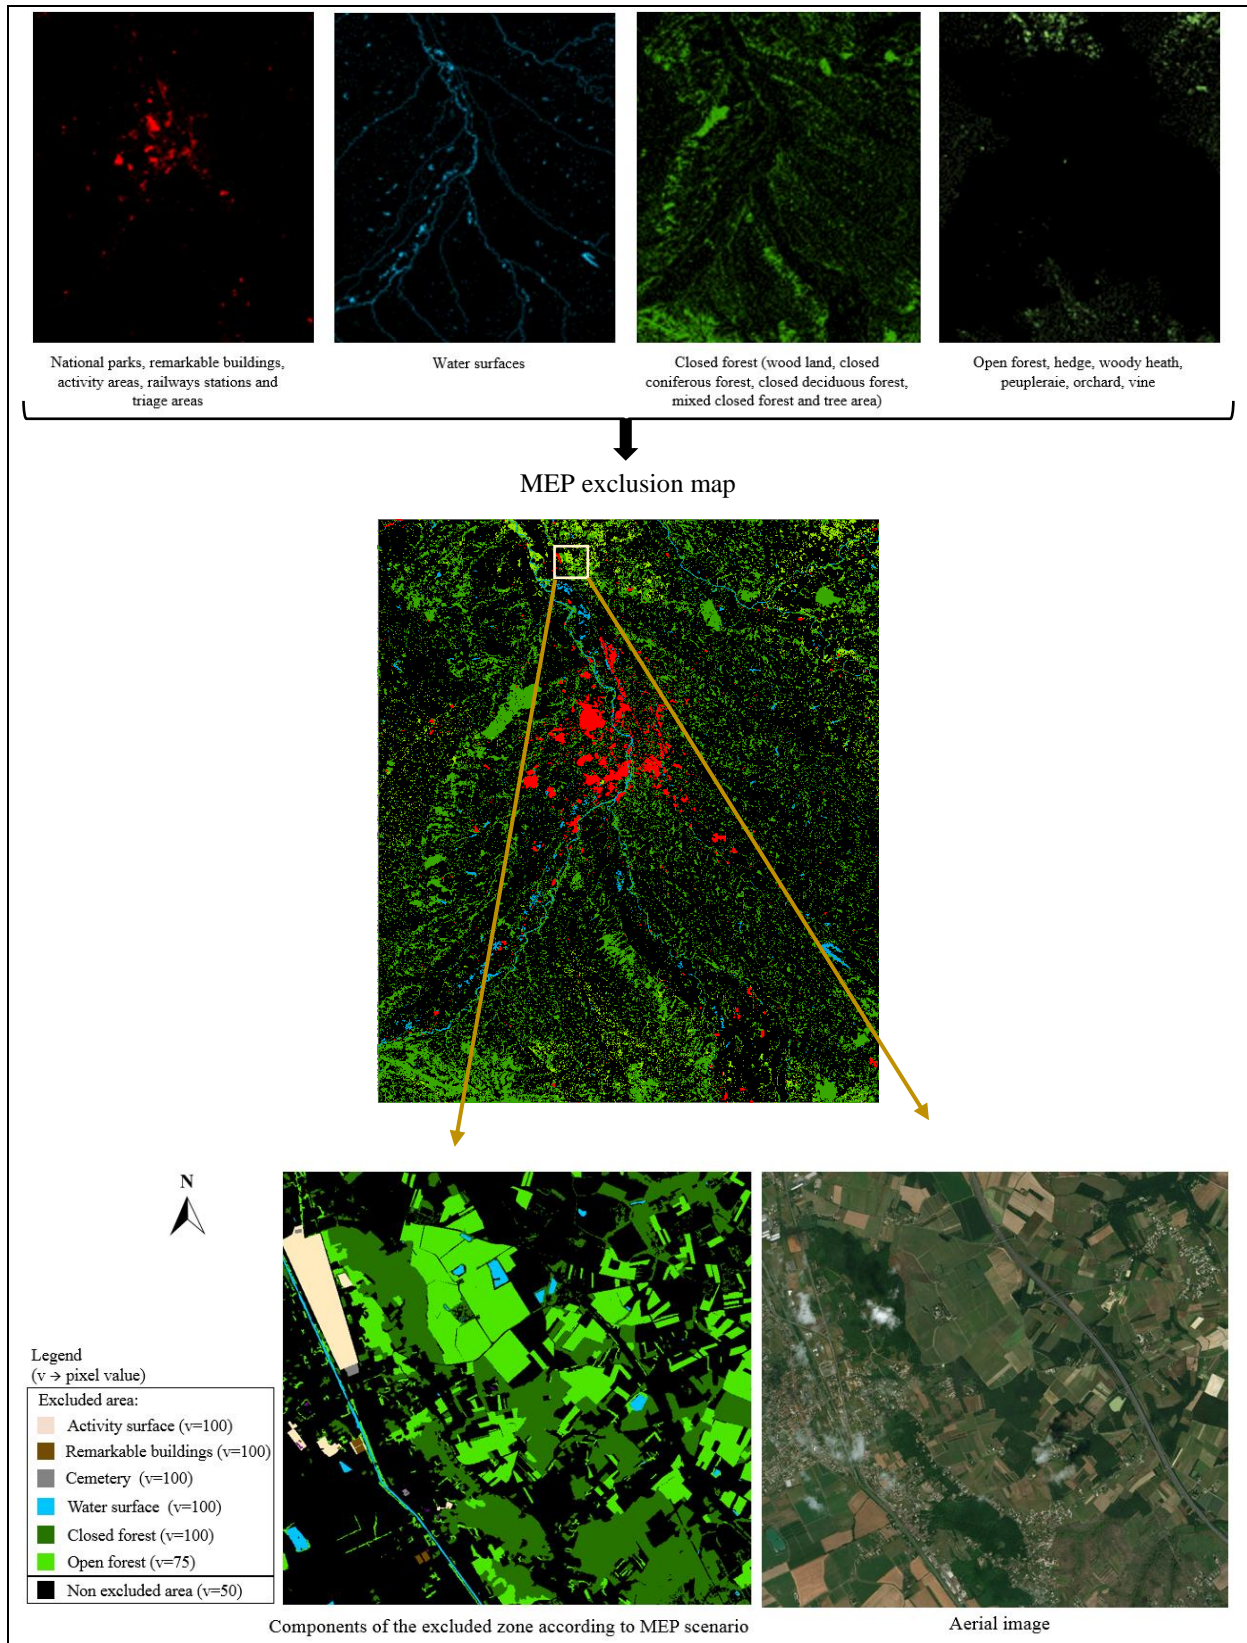 National parks, remarkable buildings,
activity areas, railways stations and
triage areas
Water surfaces
Closed forest (wood land, closed
coniferous forest, closed deciduous forest,
mixed closed forest and tree area)
Open forest, hedge, woody heath,
peupleraie, orchard, vine
MEP exclusion map
N
Legend
(v → pixel value)
Excluded area:
Activity surface (v=100)
Remarkable buildings (v=100)
Cemetery (v=100)
Water surface (v=100)
Closed forest (v=100)
Open forest (v=75)
Non excluded area (v=50)
Components of the excluded zone according to MEP scenario
Aerial image